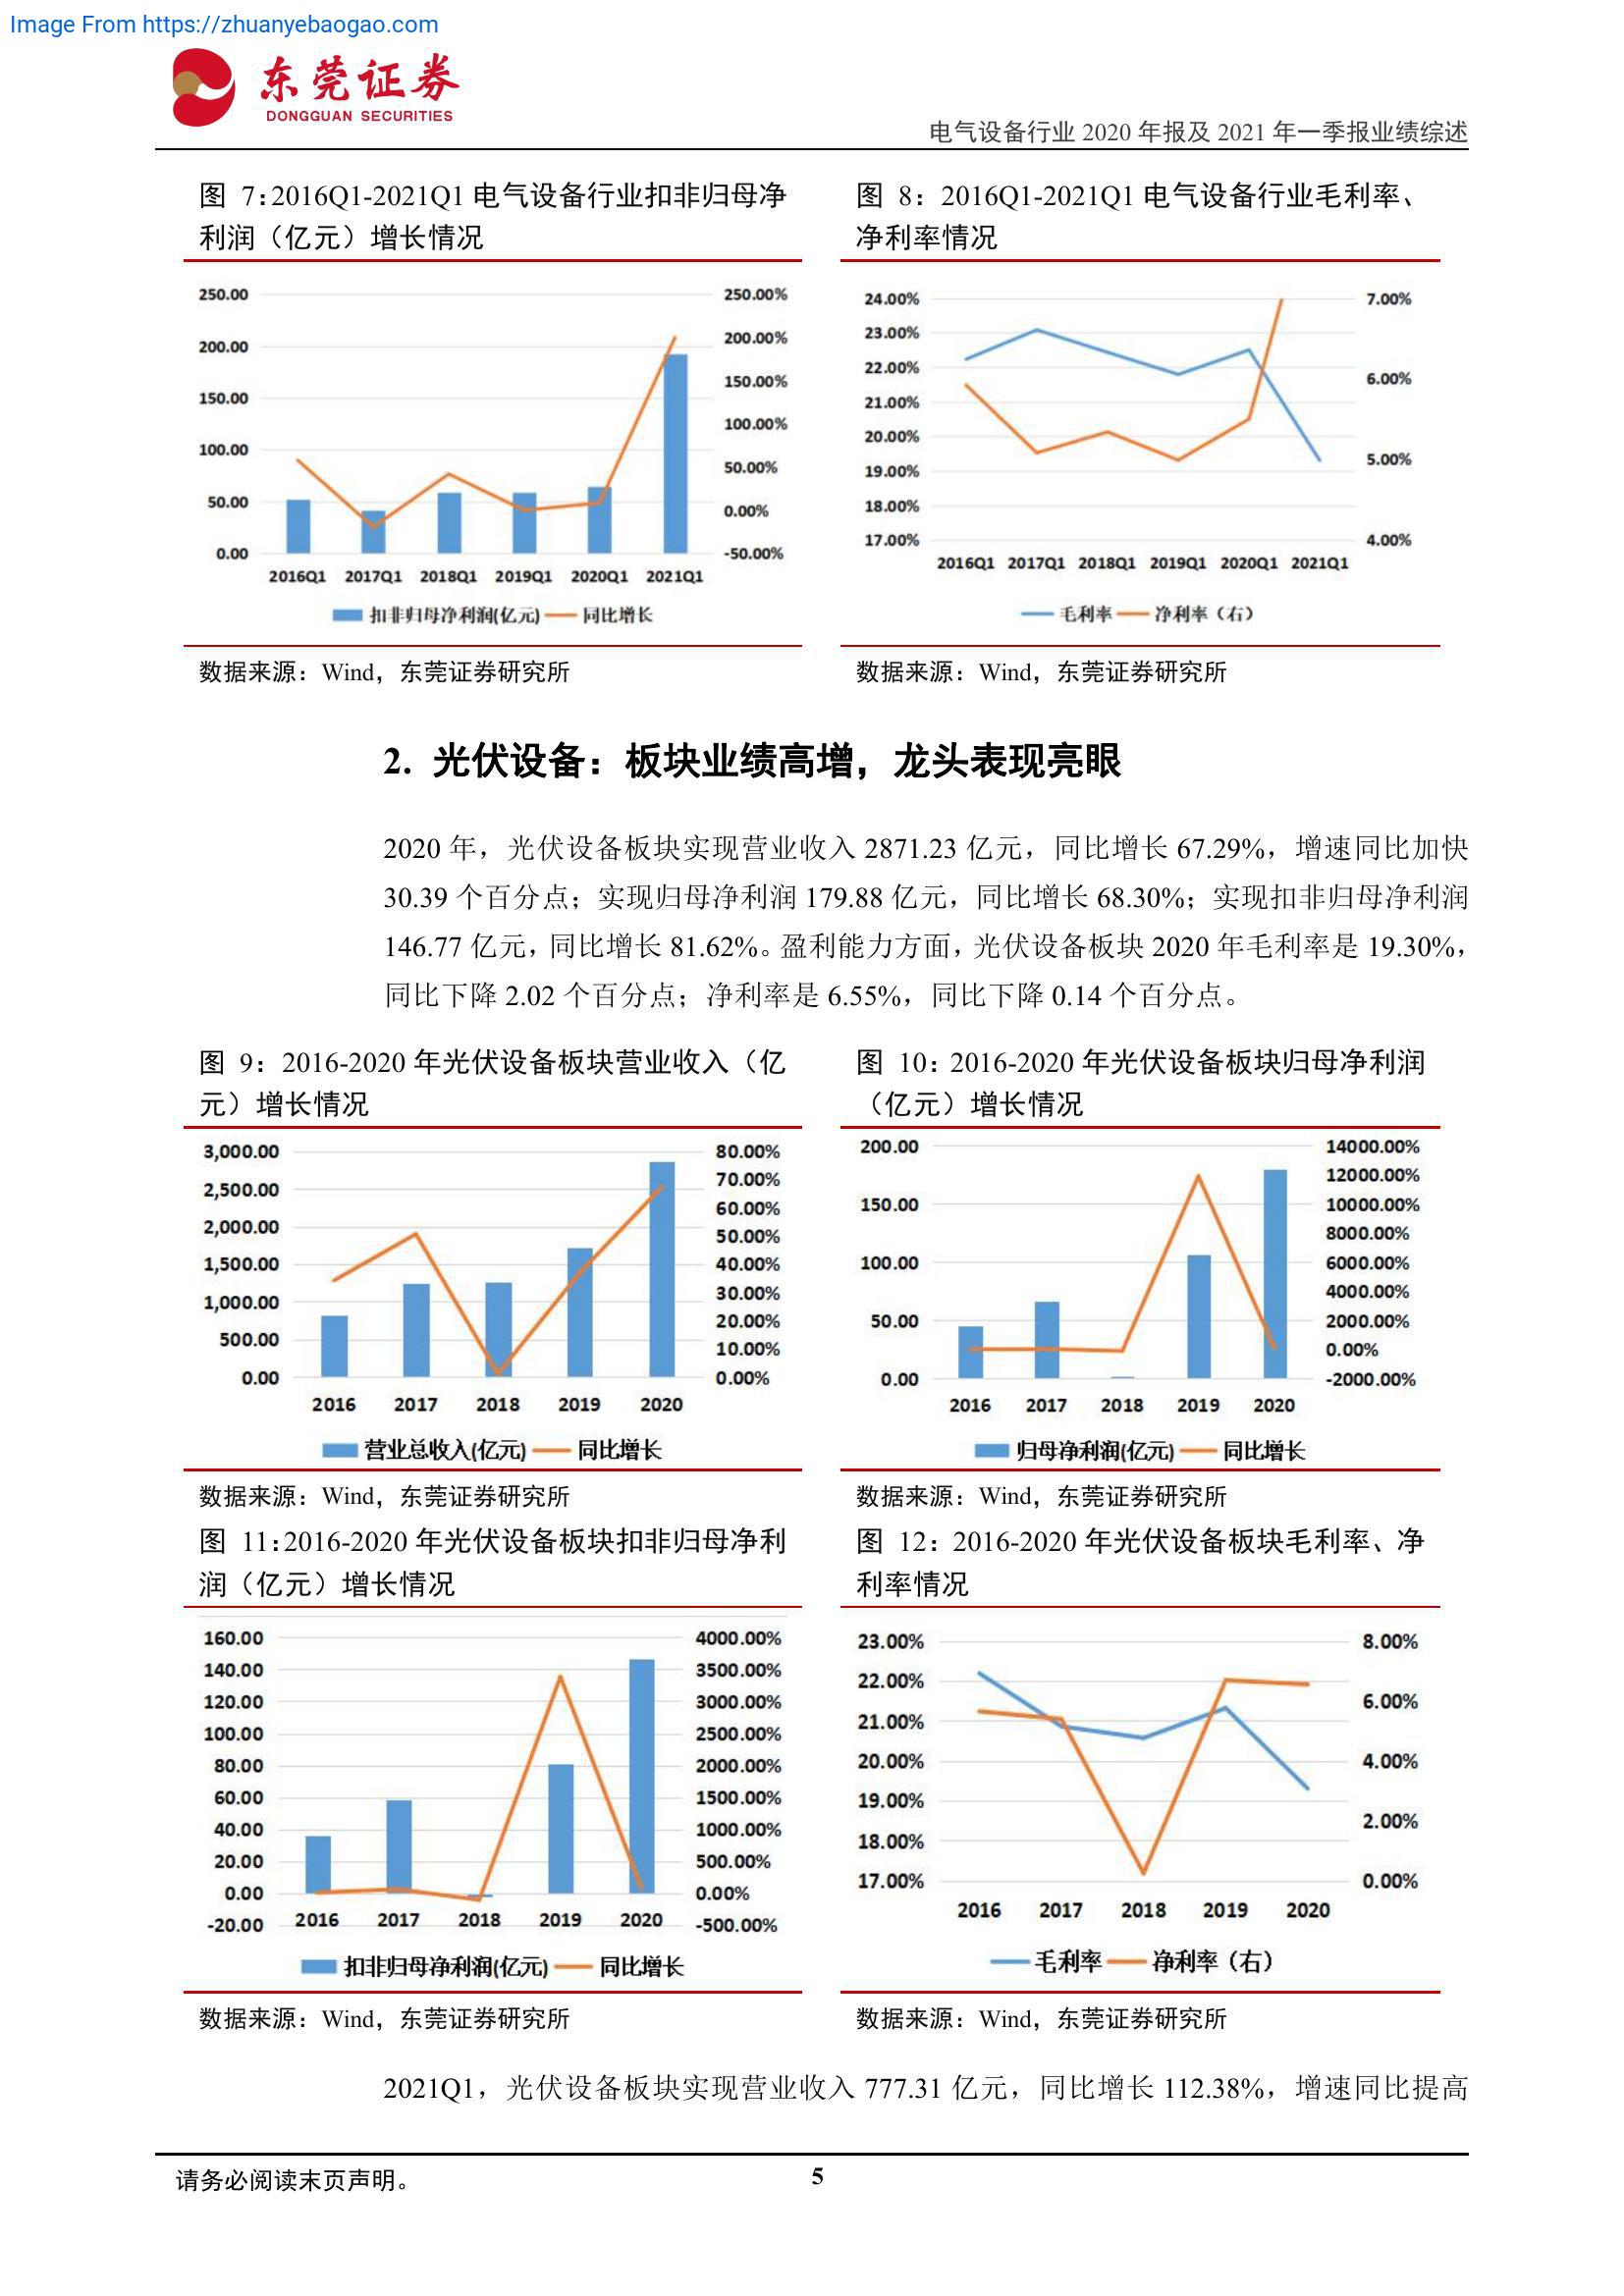 Image From https://zhuanyebaogao.com
东莞证券
DONGGUAN SECURITIES
电气设备行业 2020 年报及 2021 年一季报业绩综述
图 7:2016Q1-2021Q1 电气设备行业扣非归母净
利润（亿元）增长情况
250.00
200.00
150.00
100.00
50.00
0.00
250.00%
200.00%
150.00%
100.00%
50.00%
0.00%
-50.00%
2016Q1 2017Q1 2018Q1 2019Q1 2020Q1 2021Q1
扣非归母净利润(亿元) 同比增长
数据来源：Wind，东莞证券研究所
图 8：2016Q1-2021Q1 电气设备行业毛利率、
净利率情况
24.00%
23.00%
22.00%
21.00%
20.00%
19.00%
18.00%
17.00%
7.00%
6.00%
5.00%
4.00%
2016Q1 2017Q1 2018Q1 2019Q1 2020Q1 2021Q1
毛利率 净利率（右）
数据来源：Wind，东莞证券研究所
2. 光伏设备：板块业绩高增，龙头表现亮眼
2020 年，光伏设备板块实现营业收入 2871.23 亿元，同比增长 67.29%，增速同比加快
30.39 个百分点；实现归母净利润 179.88 亿元，同比增长 68.30%；实现扣非归母净利润
146.77 亿元，同比增长 81.62%。盈利能力方面，光伏设备板块 2020 年毛利率是 19.30%，
同比下降 2.02 个百分点；净利率是 6.55%，同比下降 0.14 个百分点。
图 9：2016-2020 年光伏设备板块营业收入（亿
元）增长情况
3,000.00
2,500.00
2,000.00
1,500.00
1,000.00
500.00
0.00
80.00%
70.00%
60.00%
50.00%
40.00%
30.00%
20.00%
10.00%
0.00%
2016 2017 2018 2019 2020
营业总收入(亿元) 同比增长
数据来源：Wind，东莞证券研究所
图 10：2016-2020 年光伏设备板块归母净利润
（亿元）增长情况
200.00
150.00
100.00
50.00
0.00
14000.00%
12000.00%
10000.00%
8000.00%
6000.00%
4000.00%
2000.00%
0.00%
-2000.00%
2016 2017 2018 2019 2020
归母净利润(亿元) 同比增长
数据来源：Wind，东莞证券研究所
图 11:2016-2020 年光伏设备板块扣非归母净利
润（亿元）增长情况
160.00
140.00
120.00
100.00
80.00
60.00
40.00
20.00
0.00
-20.00
4000.00%
3500.00%
3000.00%
2500.00%
2000.00%
1500.00%
1000.00%
500.00%
0.00%
-500.00%
2016 2017 2018 2019 2020
扣非归母净利润(亿元) 同比增长
数据来源：Wind，东莞证券研究所
图 12：2016-2020 年光伏设备板块毛利率、净
利率情况
23.00%
22.00%
21.00%
20.00%
19.00%
18.00%
17.00%
8.00%
6.00%
4.00%
2.00%
0.00%
2016 2017 2018 2019 2020
毛利率 净利率（右）
数据来源：Wind，东莞证券研究所
2021Q1，光伏设备板块实现营业收入 777.31 亿元，同比增长 112.38%，增速同比提高
请务必阅读末页声明。
5